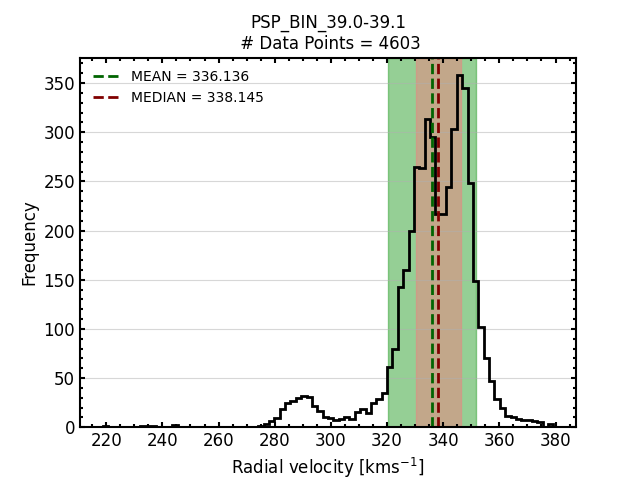 PSP_BIN_39.0-39.1
# Data Points = 4603
MEAN = 336.136
MEDIAN = 338.145
350
300
250
200
150
100
50
0
Frequency
220 240 260 280 300 320 340 360 380
Radial velocity [kms⁻¹]